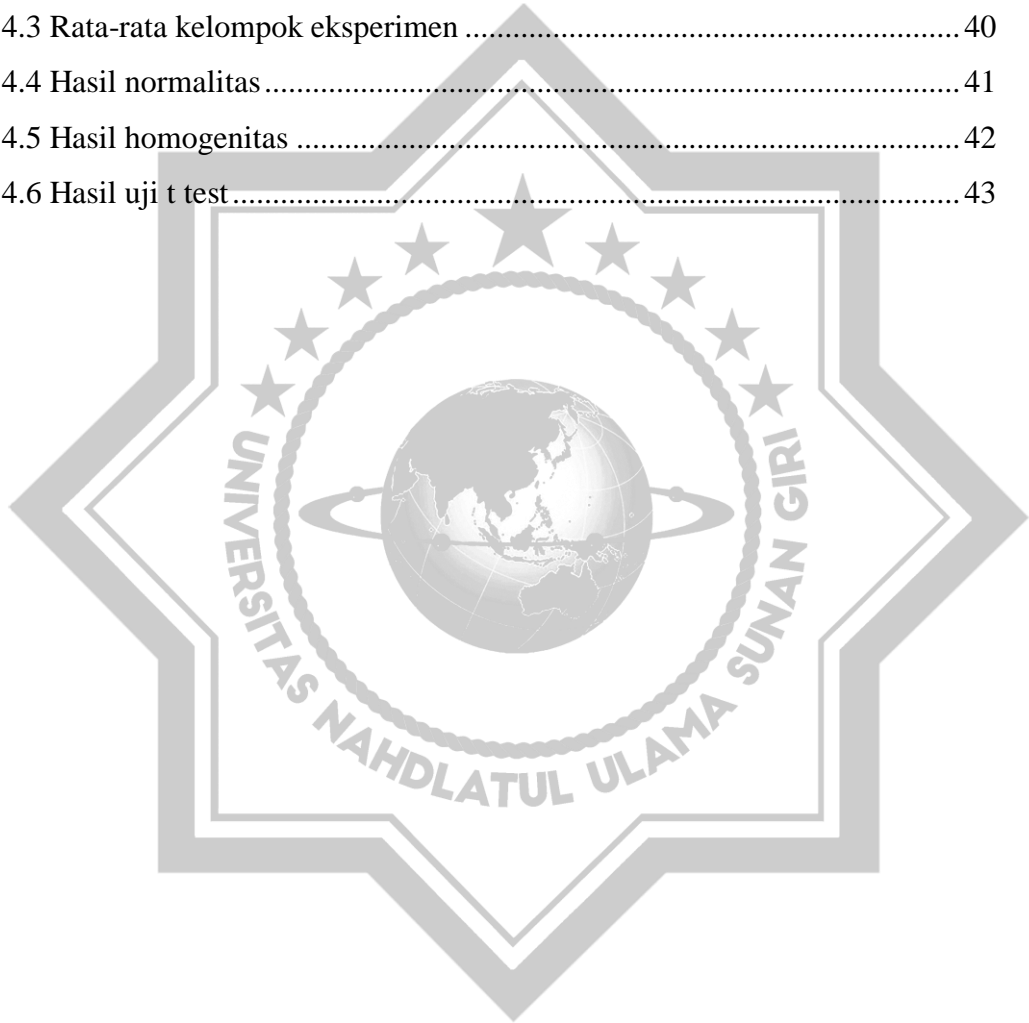 4.3 Rata-rata kelompok eksperimen ........................................................................ 40
4.4 Hasil normalitas ........................................................................ 41
4.5 Hasil homogenitas ........................................................................ 42
4.6 Hasil uji t test ........................................................................ 43
UNIVERSITAS NAHDLATUL ULAMA SUNAN GIRI